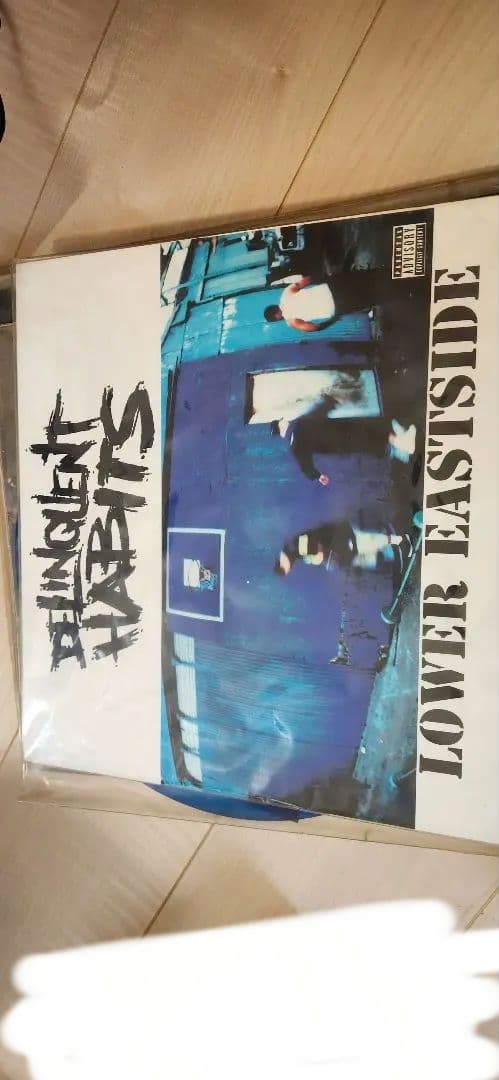 DELINQUENT
HABITS
PARENTAL
ADVISORY
EXPLICIT CONTENT
LOWER EASTSIDE